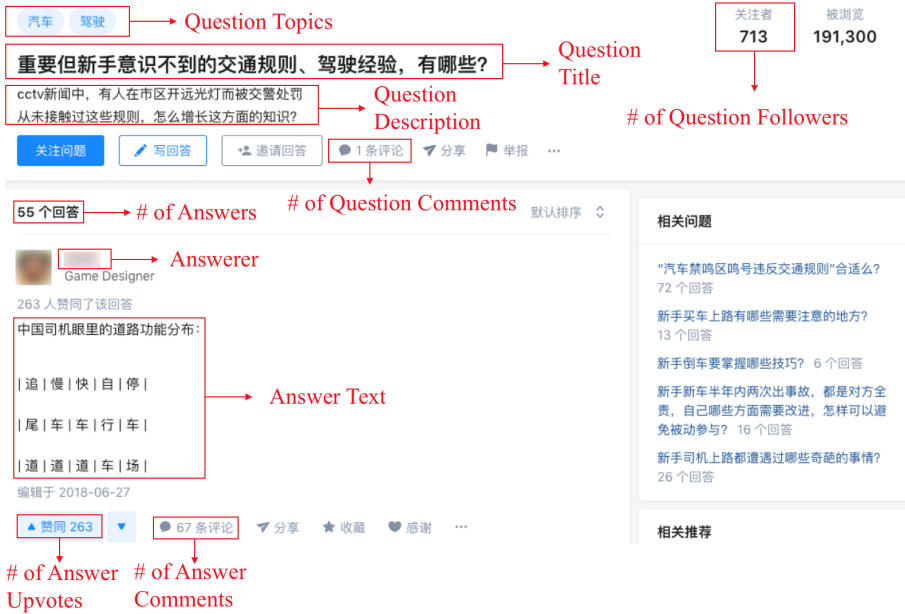 汽车 驾驶 Question Topics
关注者 被浏览
713 191,300
重要但新手意识不到的交通规则、驾驶经验，有哪些？
Question
Title
cctv新闻中，有人在市区开远光灯而被交警处罚
从未接触过这些规则，怎么增长这方面的知识？
Question
Description
# of Question Followers
关注问题 写回答 邀请回答 1 条评论 分享 举报 ...
# of Question Comments
55 个回答 # of Answers 默认排序
Answerer
Game Designer
263 人赞同了该回答
中国司机眼里的道路功能分布：
| 追 | 慢 | 快 | 自 | 停 |
| 尾 | 车 | 车 | 行 | 车 |
| 道 | 道 | 道 | 车 | 场 |
Answer Text
编辑于 2018-06-27
赞同 263 67 条评论 分享 收藏 感谢 ...
# of Answer
Upvotes
# of Answer
Comments
相关问题
“汽车禁鸣区鸣号违反交通规则”合适么？
72 个回答
新手买车上路有哪些需要注意的地方？
13 个回答
新手倒车要掌握哪些技巧？ 6 个回答
新手新车半年内两次出事故，都是对方全
责，自己哪些方面需要改进，怎样可以避
免被动参与？ 16 个回答
新手司机上路都遭遇过哪些奇葩的事情？
26 个回答
相关推荐